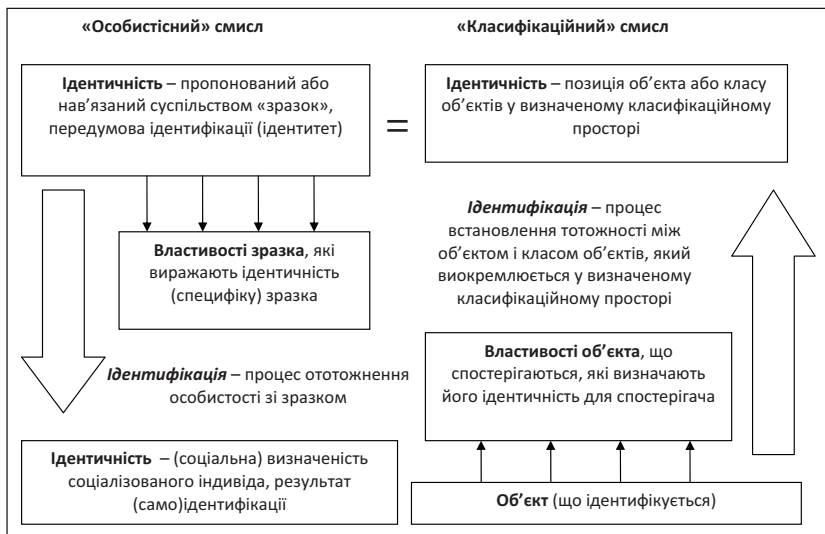 «Особистісний» смисл
Ідентичність – пропонований або
нав’язаний суспільством «зразок»,
передумова ідентифікації (ідентитет)
Властивості зразка, які
виражають ідентичність
(специфіку) зразка
Ідентифікація – процес ототожнення
особистості зі зразком
Ідентичність – (соціальна) визначеність
соціалізованого індивіда, результат
(само)ідентифікації
=
«Класифікаційний» смисл
Ідентичність – позиція об’єкта або класу
об’єктів у визначеному класифікаційному
просторі
Ідентифікація – процес
встановлення тотожності між
об’єктом і класом об’єктів, який
виокремлюється у визначеному
класифікаційному просторі
Властивості об’єкта, що
спостерігаються, які визначають
його ідентичність для спостерігача
Об’єкт (що ідентифікується)